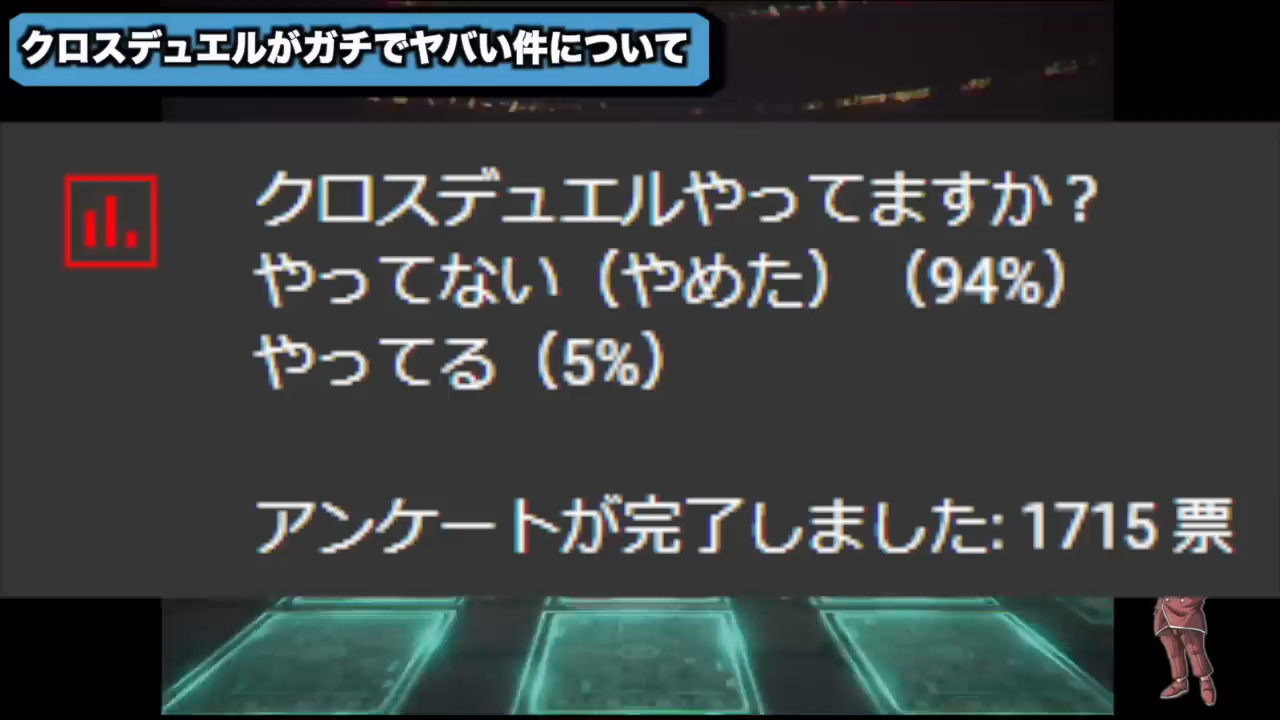 クロスデュエルがガチでヤバい件について
クロスデュエルやってますか？
やってない（やめた）（94%）
やってる（5%）
アンケートが完了しました: 1715 票